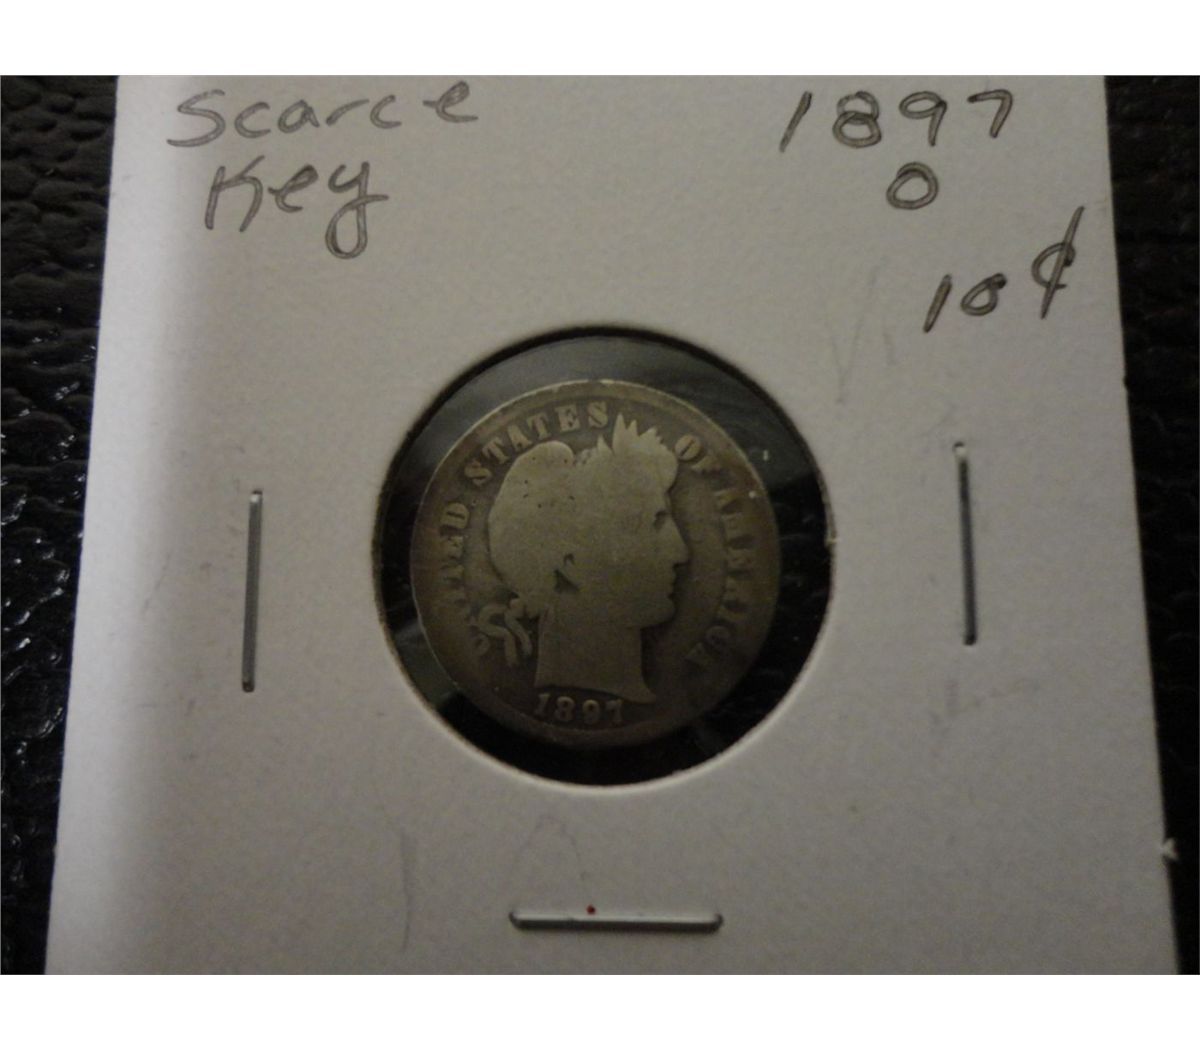 Scarce
Key
1897
O
10¢
UNITED STATES OF AMERICA
1897